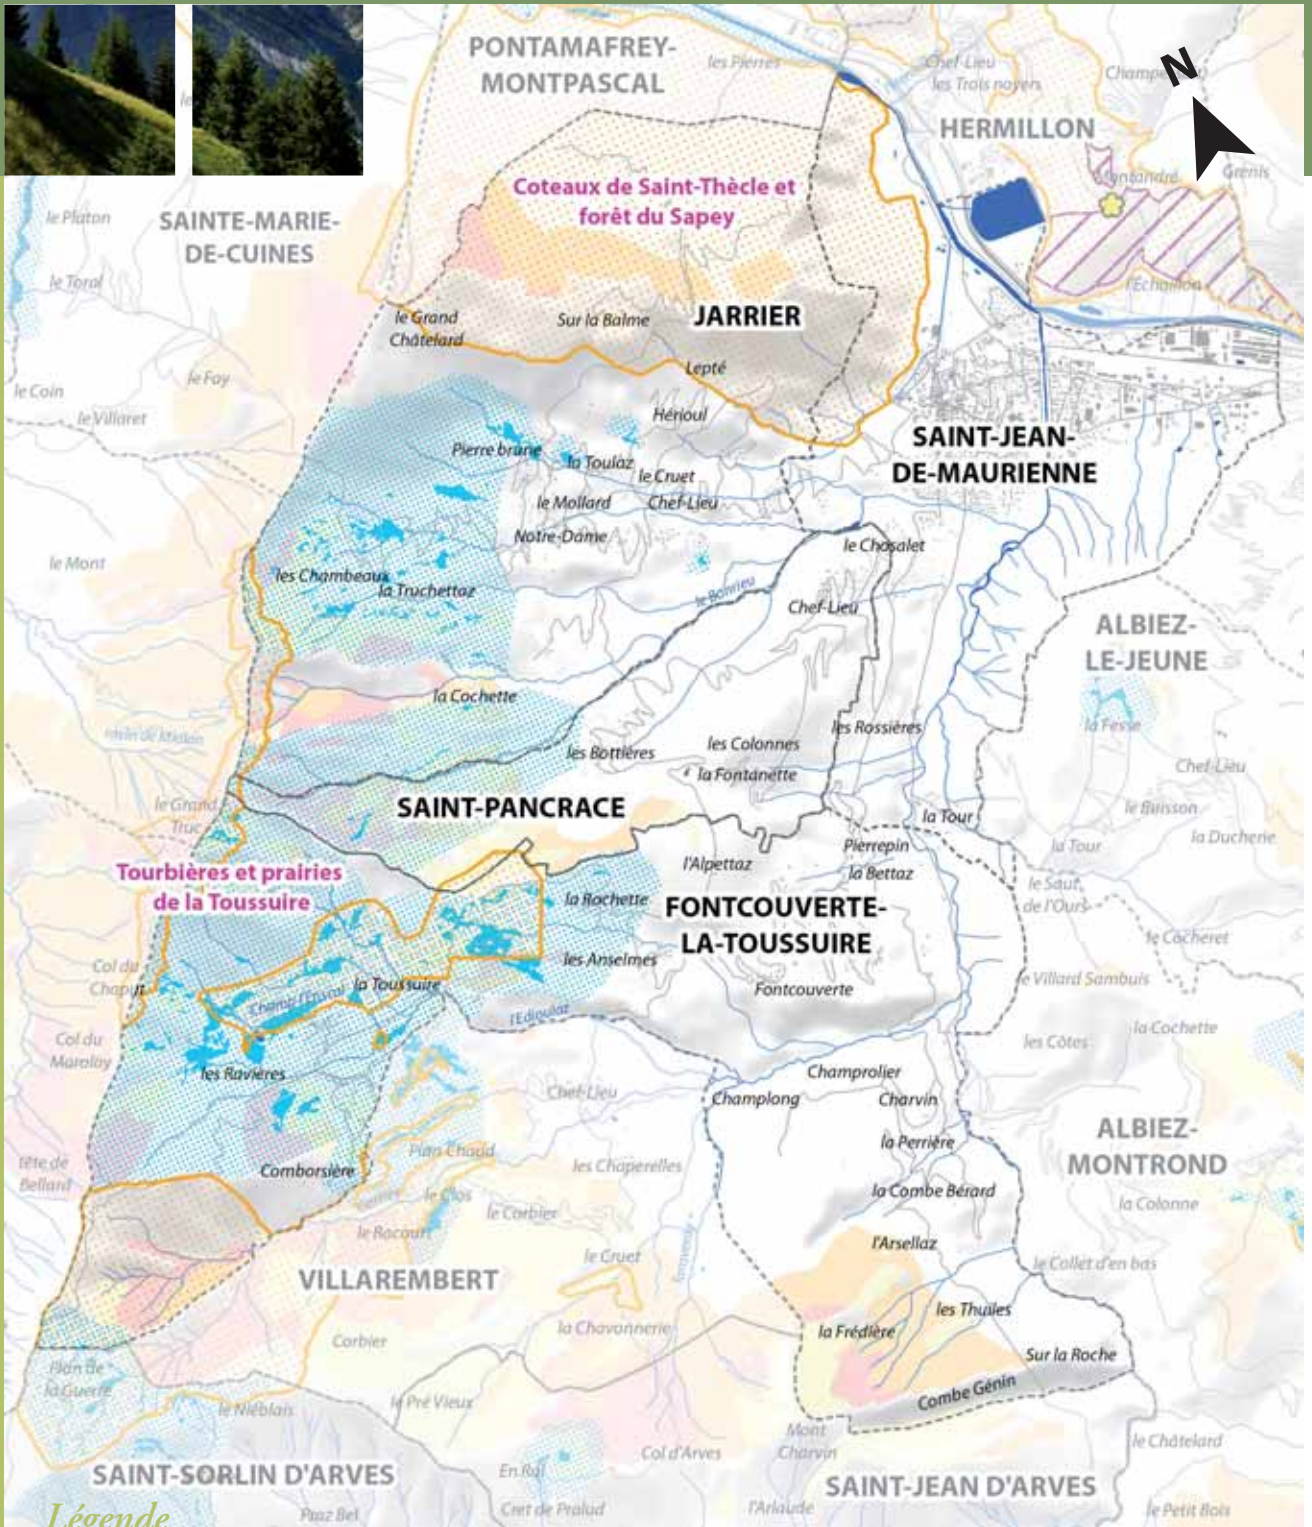 N
PONTAMAFREY-
MONTPASCAL
les Pierres
Chef-Lieu
les Trois noyers
HERMILLON
Montandré
Grenis
l'Echaillon
le Platon
SAINTE-MARIE-
DE-CUINES
le Toral
Coteaux de Saint-Thècle et
forêt du Sapey
le Grand
Châtelard
Sur la Balme
JARRIER
Lepté
le Fay
le Coin
le Villaret
Hérioul
SAINT-JEAN-
DE-MAURIENNE
Pierre brune
la Toulaz
le Cruet
le Mollard
Chef-Lieu
Notre-Dame
le Chosalet
le Mont
les Chambeaux
la Truchettaz
le Bonrieu
Chef-Lieu
ALBIEZ-
LE-JEUNE
la Cochette
la Fesse
les Rossières
les Bottières
les Colonnes
la Fontanette
Chef-Lieu
le Grand
Truc
SAINT-PANCRACE
la Tour
le Buisson
la Ducherie
Pierrepin
la Tour
l'Alpettaz
la Bettaz
Tourbières et prairies
de la Toussuire
le Saut
de l'Ours
la Rochette
FONTCOUVERTE-
LA-TOUSSUIRE
le Cocheret
les Anselmes
Col du
Chaput
la Toussuire
le Villard Sambuis
Fontcouverte
l'Edioulaz
la Cochette
Col du
Marolay
les Côtes
les Ravières
Champrolier
Chef-Lieu
Champlong
Charvin
ALBIEZ-
MONTROND
la Perrière
Plan Chaud
les Chaperelles
tête de
Bellard
Comborsière
la Combe Bérard
le Clos
la Colonne
le Corbier
le Racourt
l'Arsellaz
le Cruet
le Collet d'en bas
VILLAREMBERT
les Thuiles
la Chavonnerie
la Frédière
Corbier
Sur la Roche
Plan de
la Guerre
Combe Génin
le Niéblais
le Pré Vieux
Mont
Charvin
Col d'Arves
le Châtelard
SAINT-SORLIN D'ARVES
En Ral
SAINT-JEAN D'ARVES
Légende
Praz Bel
Cret de Pralud
l'Arlaude
le Petit Bois